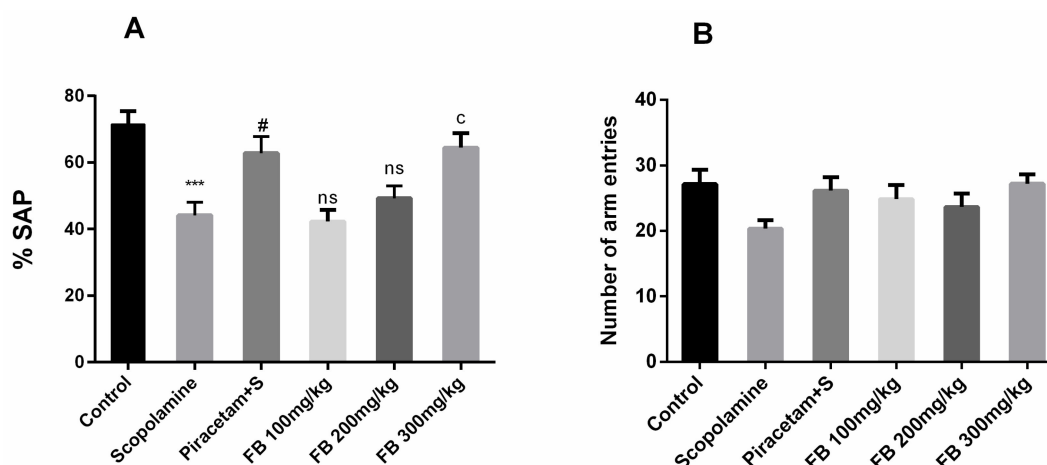 A
% SAP
80
60
40
20
0
***
#
ns
ns
c
Control
Scopolamine
Piracetam+S
FB 100mg/kg
FB 200mg/kg
FB 300mg/kg
B
Number of arm entries
40
30
20
10
0
Control
Scopolamine
Piracetam+S
FB 100mg/kg
FB 200mg/kg
FB 300mg/kg